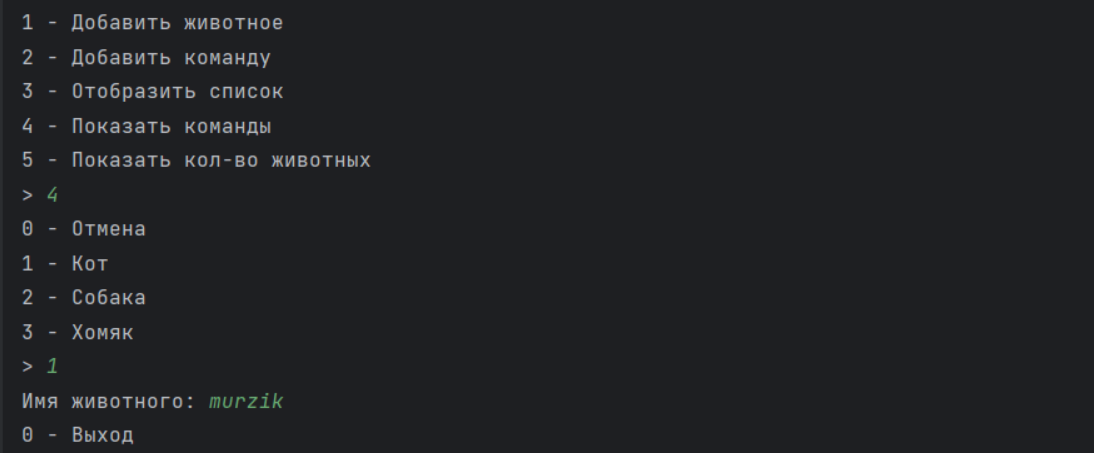 1 - Добавить животное
2 - Добавить команду
3 - Отобразить список
4 - Показать команды
5 - Показать кол-во животных
> 4
0 - Отмена
1 - Кот
2 - Собака
3 - Хомяк
> 1
Имя животного: murzik
0 - Выход